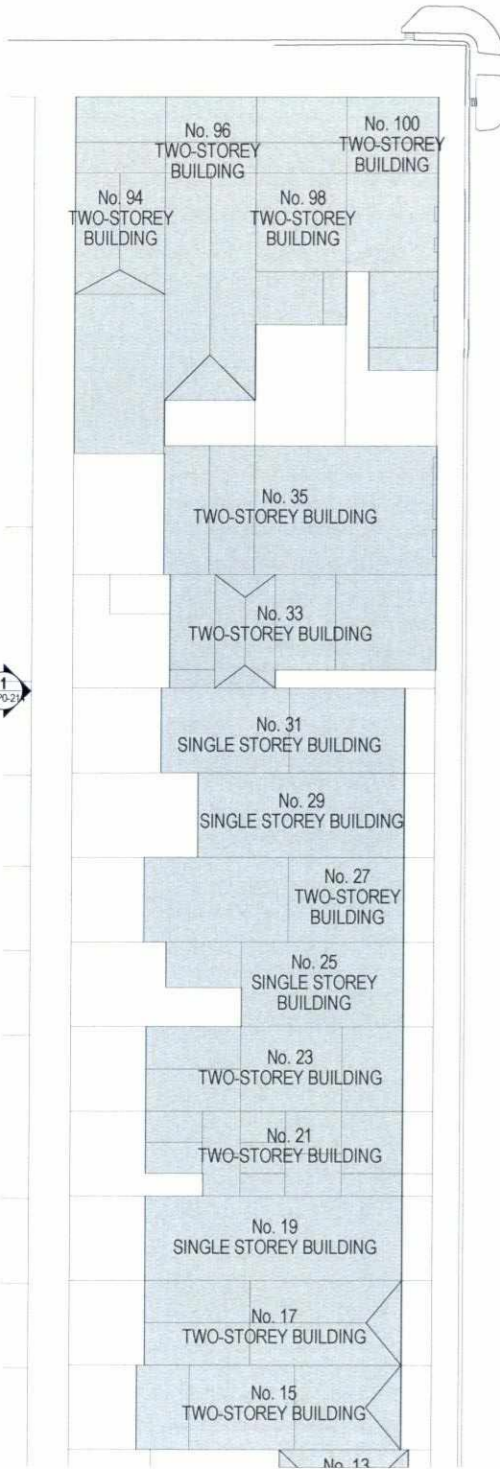 No. 96
TWO-STOREY
BUILDING
No. 100
TWO-STOREY
BUILDING
No. 94
TWO-STOREY
BUILDING
No. 98
TWO-STOREY
BUILDING
No. 35
TWO-STOREY BUILDING
No. 33
TWO-STOREY BUILDING
1
No. 31
SINGLE STOREY BUILDING
No. 29
SINGLE STOREY BUILDING
No. 27
TWO-STOREY
BUILDING
No. 25
SINGLE STOREY
BUILDING
No. 23
TWO-STOREY BUILDING
No. 21
TWO-STOREY BUILDING
No. 19
SINGLE STOREY BUILDING
No. 17
TWO-STOREY BUILDING
No. 15
TWO-STOREY BUILDING
No. 13